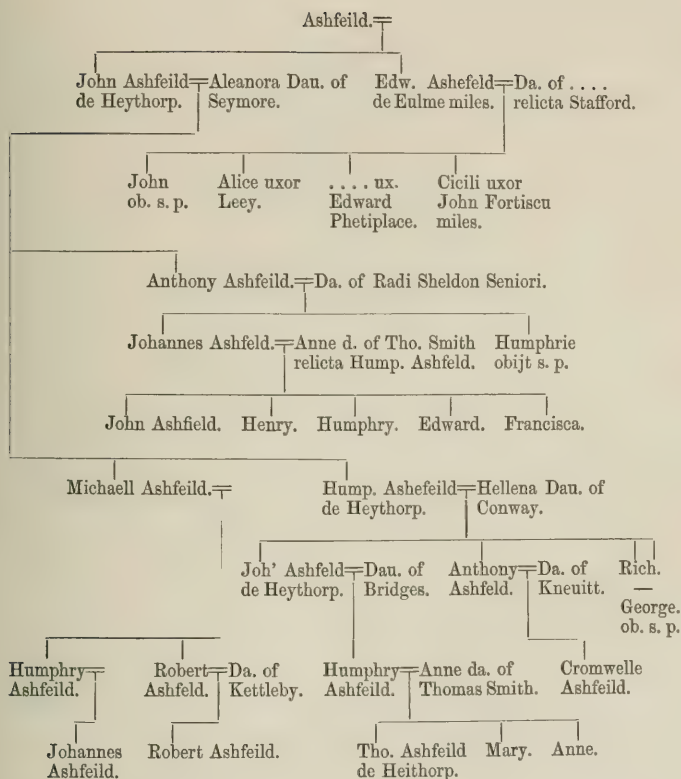 Ashfeild.
John Ashfeild Aleanora Dau. of Edw. Ashefeld Da. of . . . .
de Heythorp. Seymore. de Eulme miles. relicta Stafford.
John Alice uxor . . . . ux. Cicili uxor
ob. s. p. Leey. Edward John Fortiscu
Phetiplace. miles.
Anthony Ashfeild. Da. of Radi Sheldon Seniori.
Johannes Ashfeld. Anne d. of Tho. Smith Humphrie
relicta Hump. Ashfeld. obijt s. p.
John Ashfield. Henry. Humphry. Edward. Francisca.
Michaell Ashfeild. Hump. Ashefeild Hellena Dau. of
de Heythorp. Conway.
Joh' Ashfeld Dau. of Anthony Da. of Rich.
de Heythorp. Bridges. Ashfeld. Kneuitt. —
George.
ob. s. p.
Humphry Robert Da. of Humphry Anne da. of Cromwelle
Ashfeild. Ashfeld. Kettleby. Ashfeild. Thomas Smith. Ashfeild.
Johannes Robert Ashfeild. Tho. Ashfeild Mary. Anne.
Ashfeild. de Heithorp.